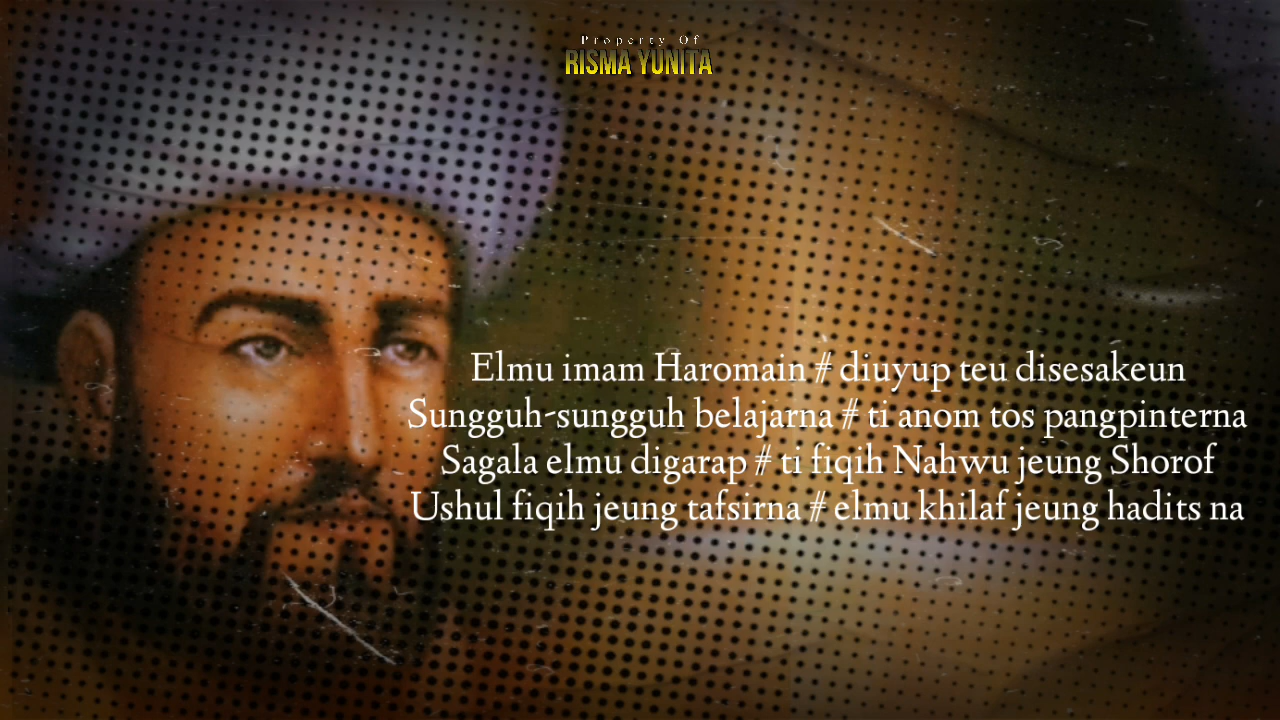 Property Of
RISMA YUNITA
Elmu imam Haromain # diuyup teu disesakeun
Sungguh-sungguh belajarna # ti anom tos pangpinterna
Sagala elmu digarap # ti fiqih Nahwu jeung Shorof
Ushul fiqih jeung tafsirna # elmu khilaf jeung hadits na